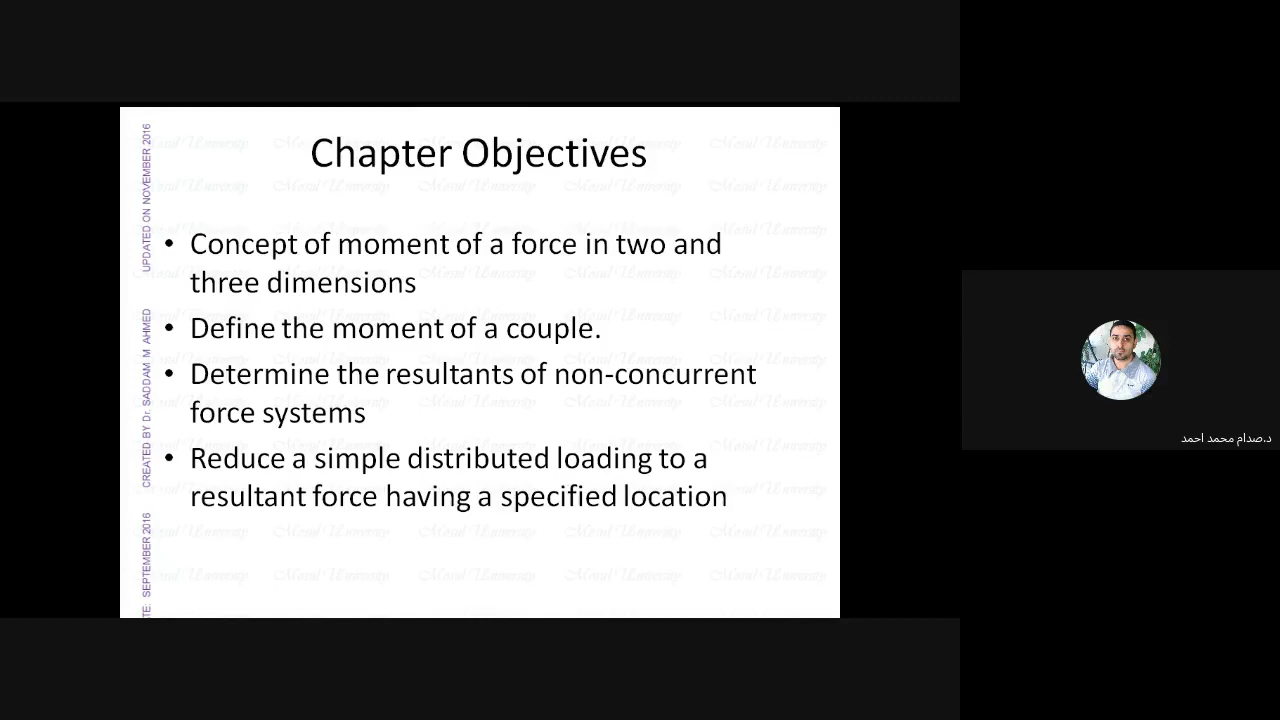 Chapter Objectives
• Concept of moment of a force in two and
three dimensions
• Define the moment of a couple.
• Determine the resultants of non-concurrent
force systems
• Reduce a simple distributed loading to a
resultant force having a specified location
UPDATED ON NOVEMBER 2016
CREATED BY Dr. SADDAM M AHMED
SEPTEMBER 2016
Mosul University
د.صدام محمد احمد